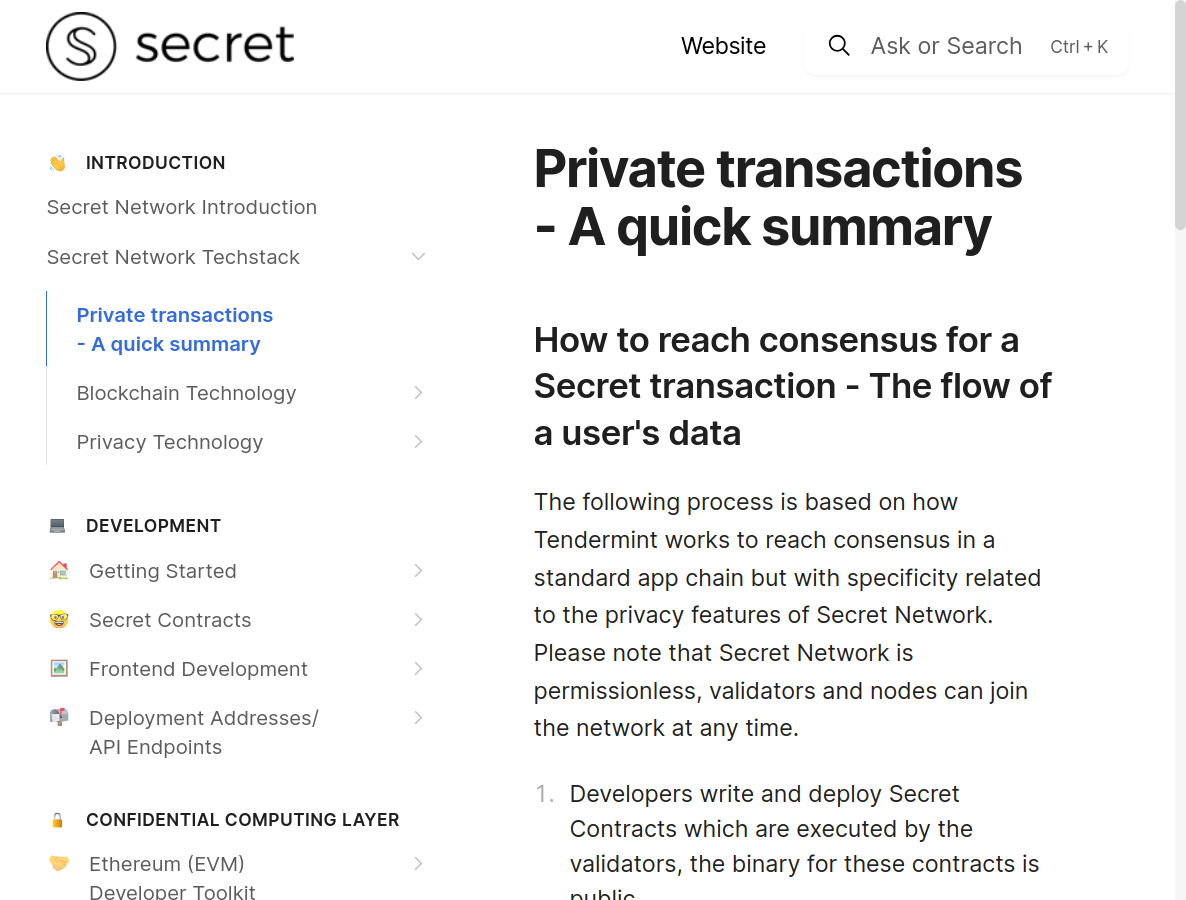 secret
Website
Ask or Search
Ctrl + K
INTRODUCTION
Secret Network Introduction
Secret Network Techstack
Private transactions
- A quick summary
Blockchain Technology
Privacy Technology
DEVELOPMENT
Getting Started
Secret Contracts
Frontend Development
Deployment Addresses/
API Endpoints
CONFIDENTIAL COMPUTING LAYER
Ethereum (EVM)
Developer Toolkit
Private transactions
- A quick summary
How to reach consensus for a
Secret transaction - The flow of
a user's data
The following process is based on how
Tendermint works to reach consensus in a
standard app chain but with specificity related
to the privacy features of Secret Network.
Please note that Secret Network is
permissionless, validators and nodes can join
the network at any time.
1. Developers write and deploy Secret
Contracts which are executed by the
validators, the binary for these contracts is
public.